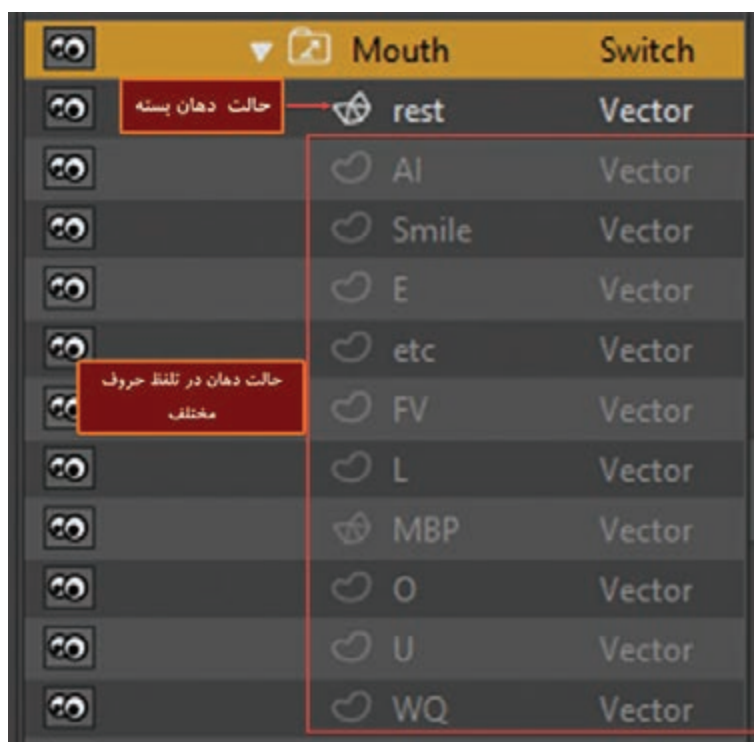 Mouth Switch
حالت دهان بسته
rest Vector
AI Vector
Smile Vector
E Vector
etc Vector
حالت دهان در تلفظ حروف
مختلف
FV Vector
L Vector
MBP Vector
O Vector
U Vector
WQ Vector